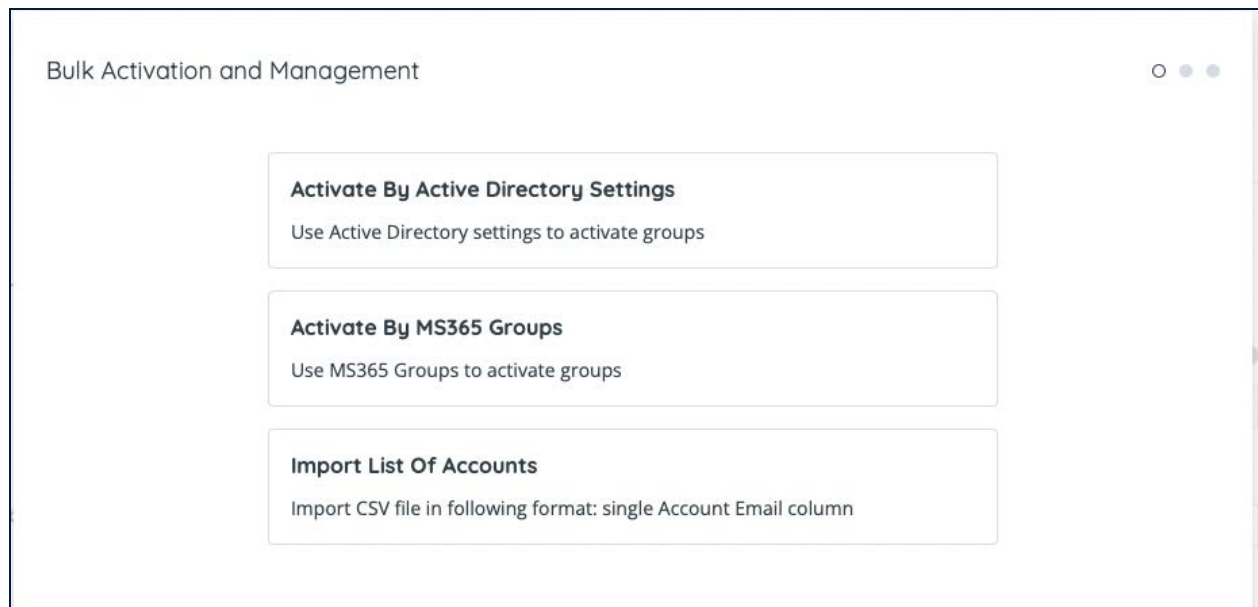 Bulk Activation and Management
Activate By Active Directory Settings
Use Active Directory settings to activate groups
Activate By MS365 Groups
Use MS365 Groups to activate groups
Import List Of Accounts
Import CSV file in following format: single Account Email column